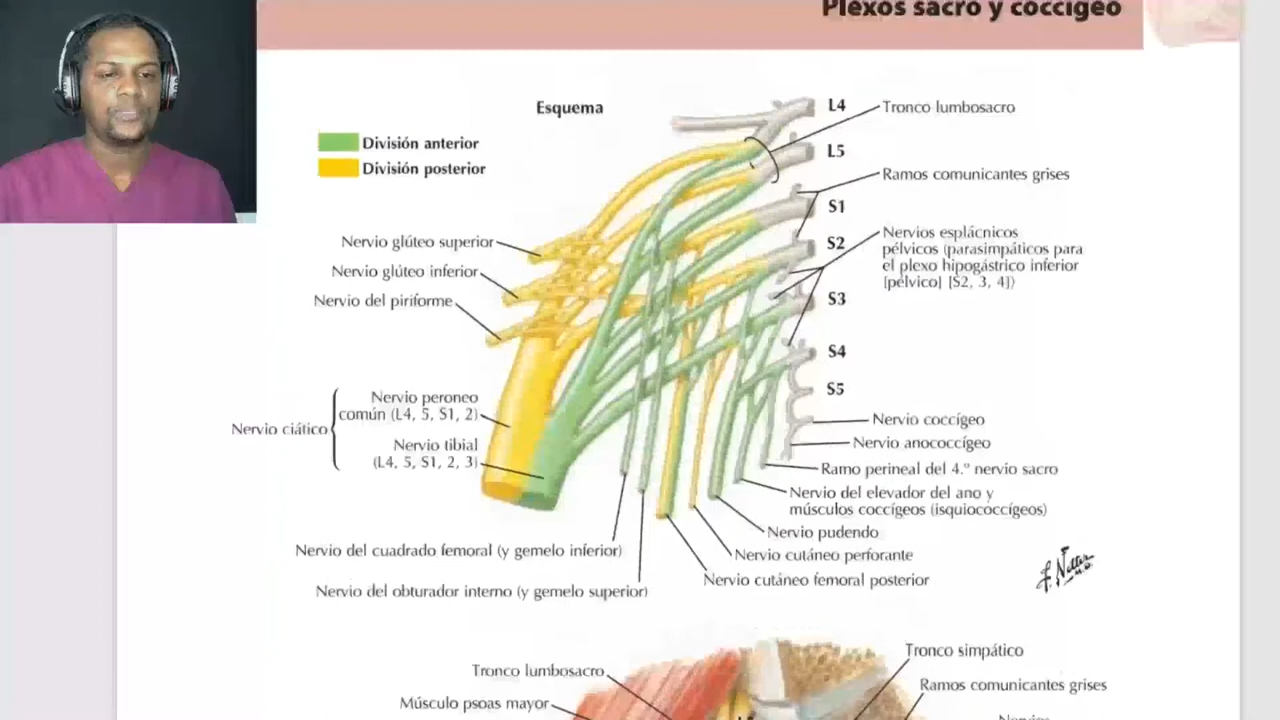 Plexos sacro y coccígeo
Esquema
División anterior
División posterior
L4
L5
S1
S2
S3
S4
S5
Tronco lumbosacro
Ramos comunicantes grises
Nervios esplácnicos
pélvicos (parasimpáticos para
el plexo hipogástrico inferior
[pélvico] [S2, 3, 4])
Nervio glúteo superior
Nervio glúteo inferior
Nervio del piriforme
Nervio ciático
Nervio peroneo
común (L4, 5, S1, 2)
Nervio tibial
(L4, 5, S1, 2, 3)
Nervio coccígeo
Nervio anococcígeo
Ramo perineal del 4.º nervio sacro
Nervio del elevador del ano y
músculos coccígeos (isquiococcígeos)
Nervio pudendo
Nervio cutáneo perforante
Nervio cutáneo femoral posterior
Nervio del cuadrado femoral (y gemelo inferior)
Nervio del obturador interno (y gemelo superior)
F. Netter
M.D.
Tronco lumbosacro
Músculo psoas mayor
Tronco simpático
Ramos comunicantes grises